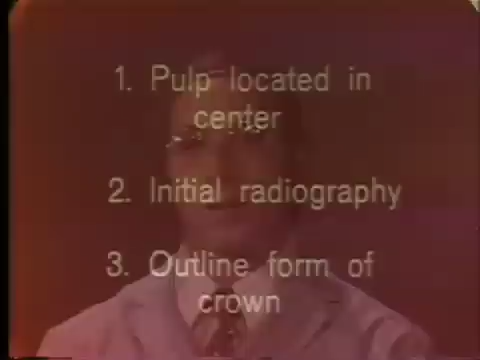 1. Pulp located in
center
2. Initial radiography
3. Outline form of
crown